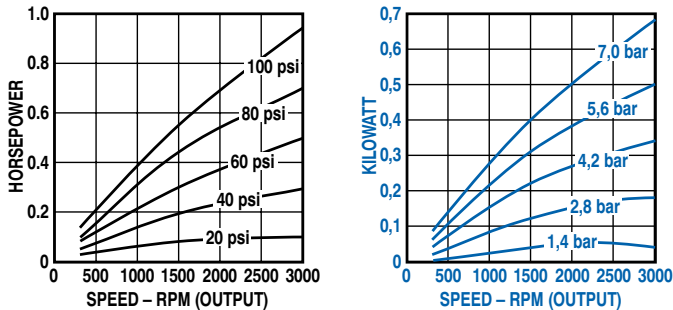 HORSEPOWER
1.0
0.8
0.6
0.4
0.2
0
100 psi
80 psi
60 psi
40 psi
20 psi
500 1000 1500 2000 2500 3000
SPEED – RPM (OUTPUT)
KILOWATT
0,7
0,6
0,5
0,4
0,3
0,2
0,1
0
7,0 bar
5,6 bar
4,2 bar
2,8 bar
1,4 bar
0 500 1000 1500 2000 2500 3000
SPEED – RPM (OUTPUT)